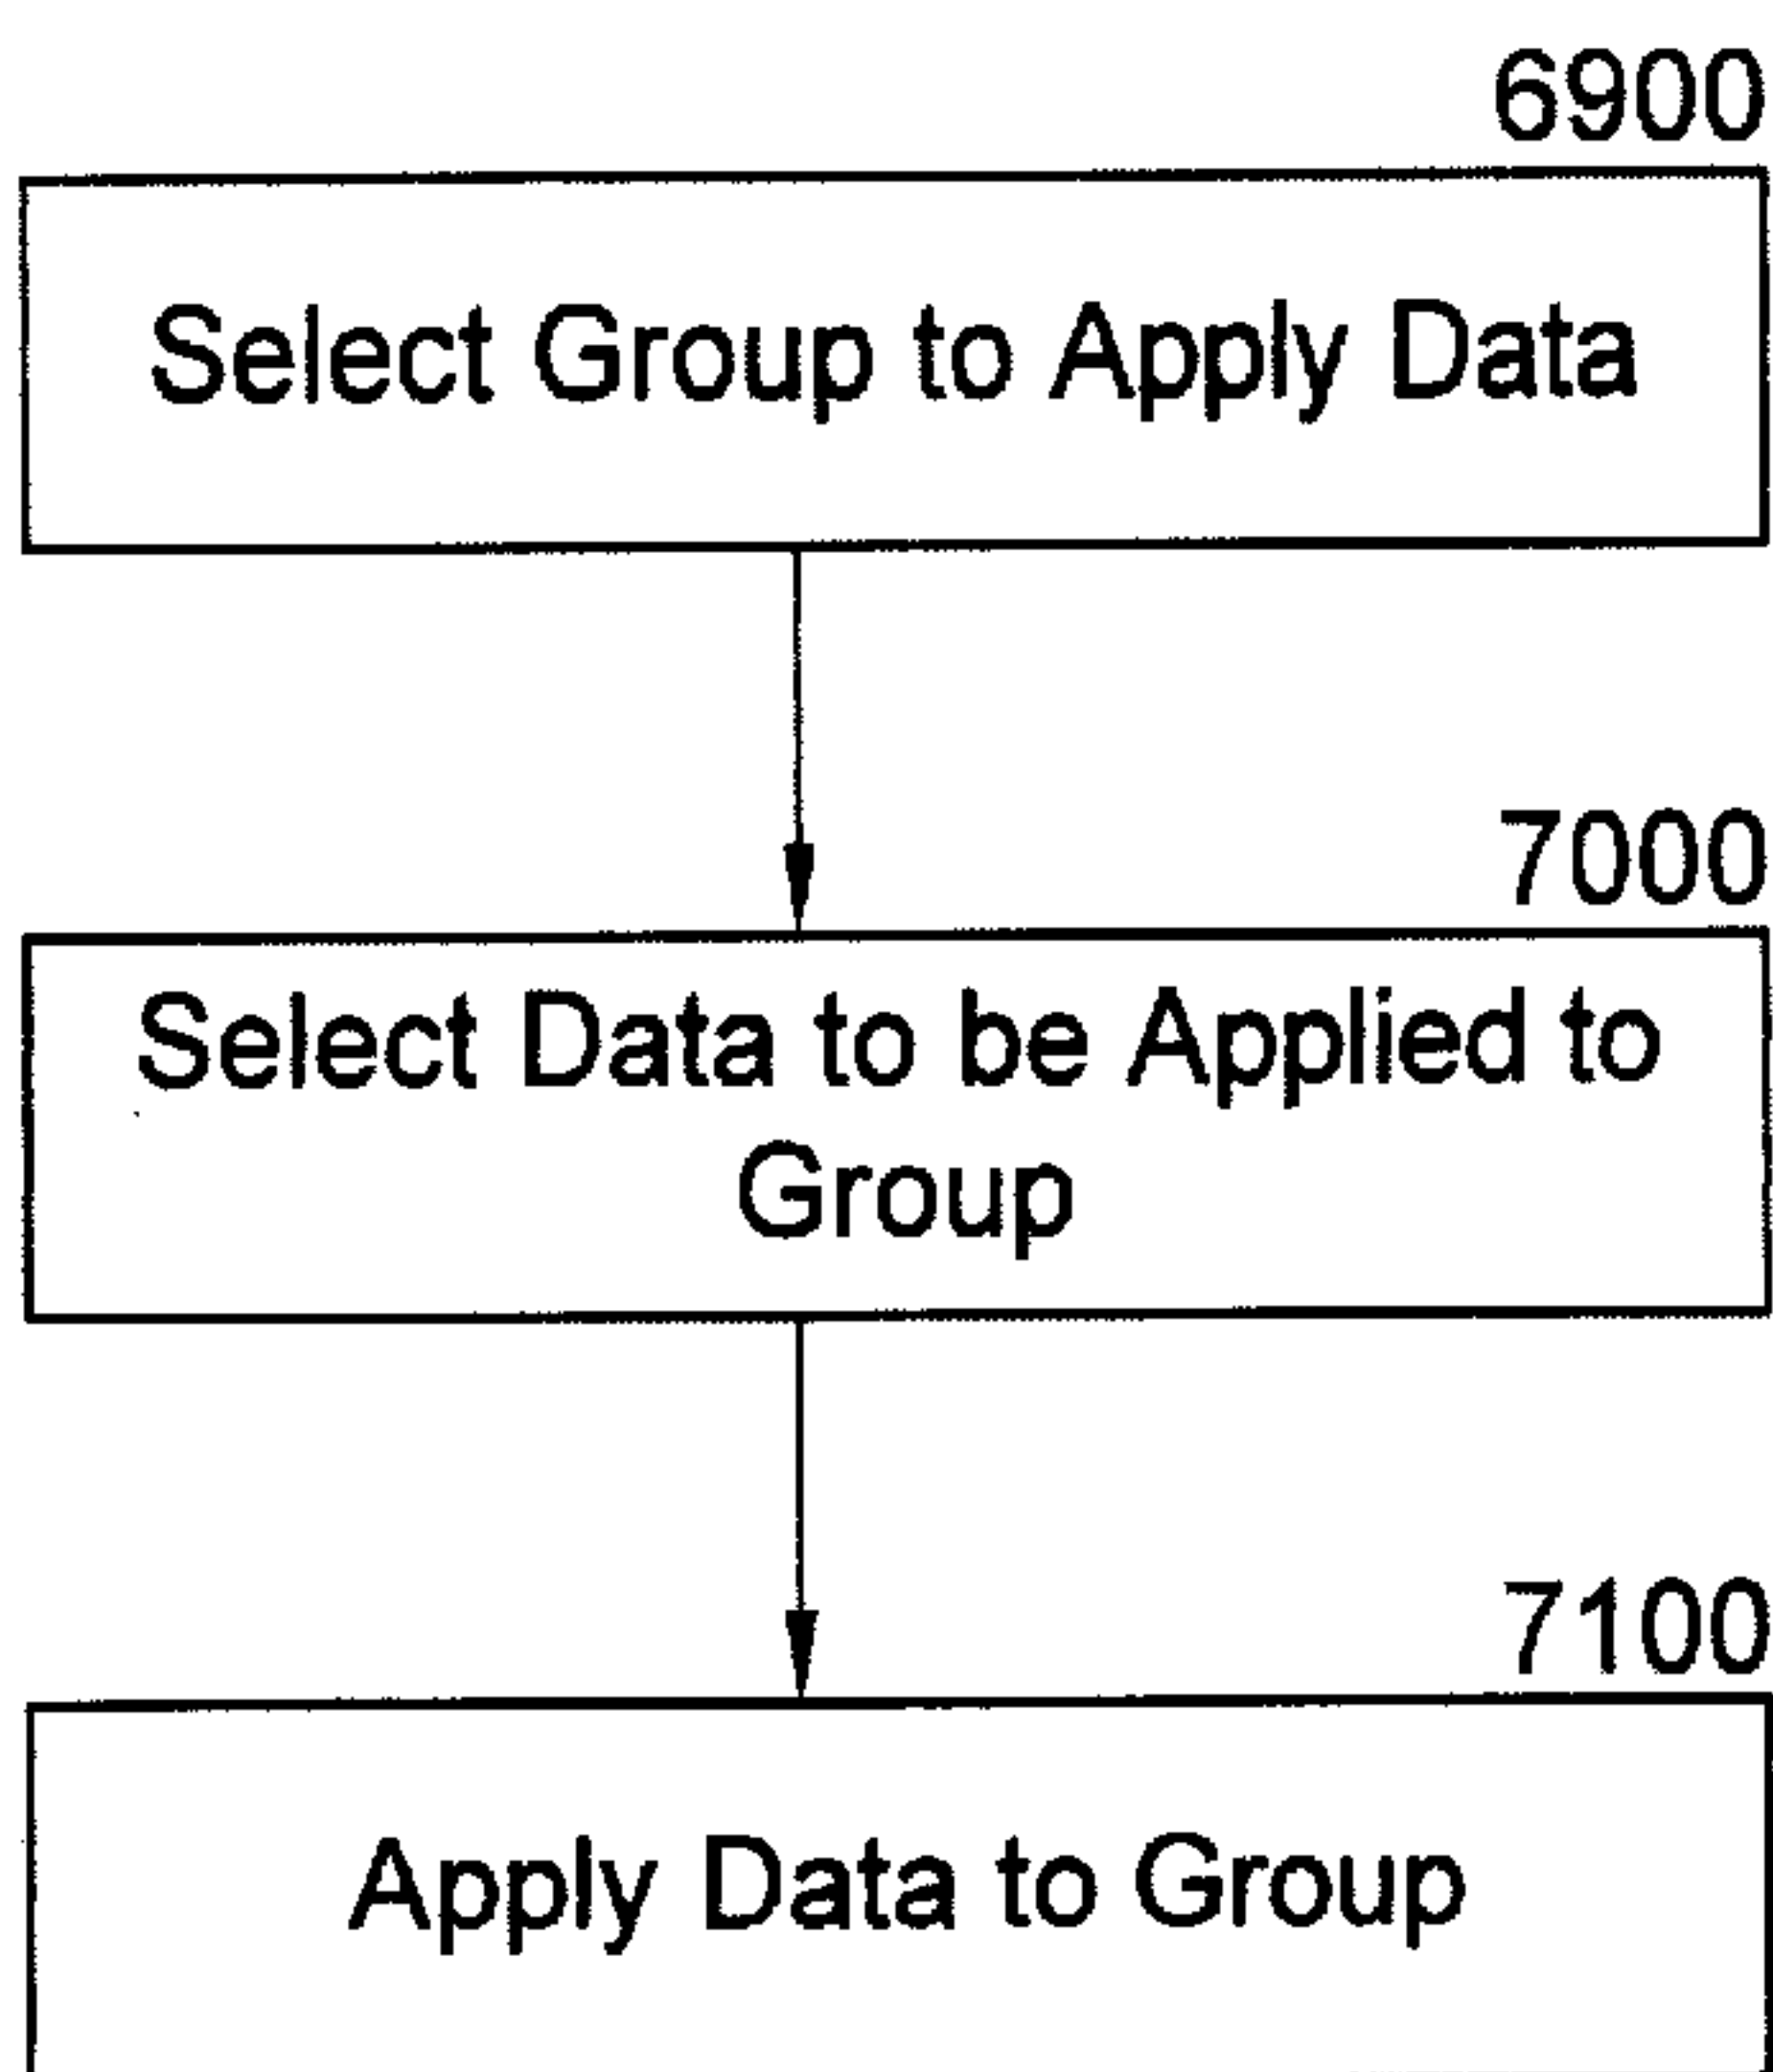 6900
Select Group to Apply Data
7000
Select Data to be Applied to
Group
7100
Apply Data to Group